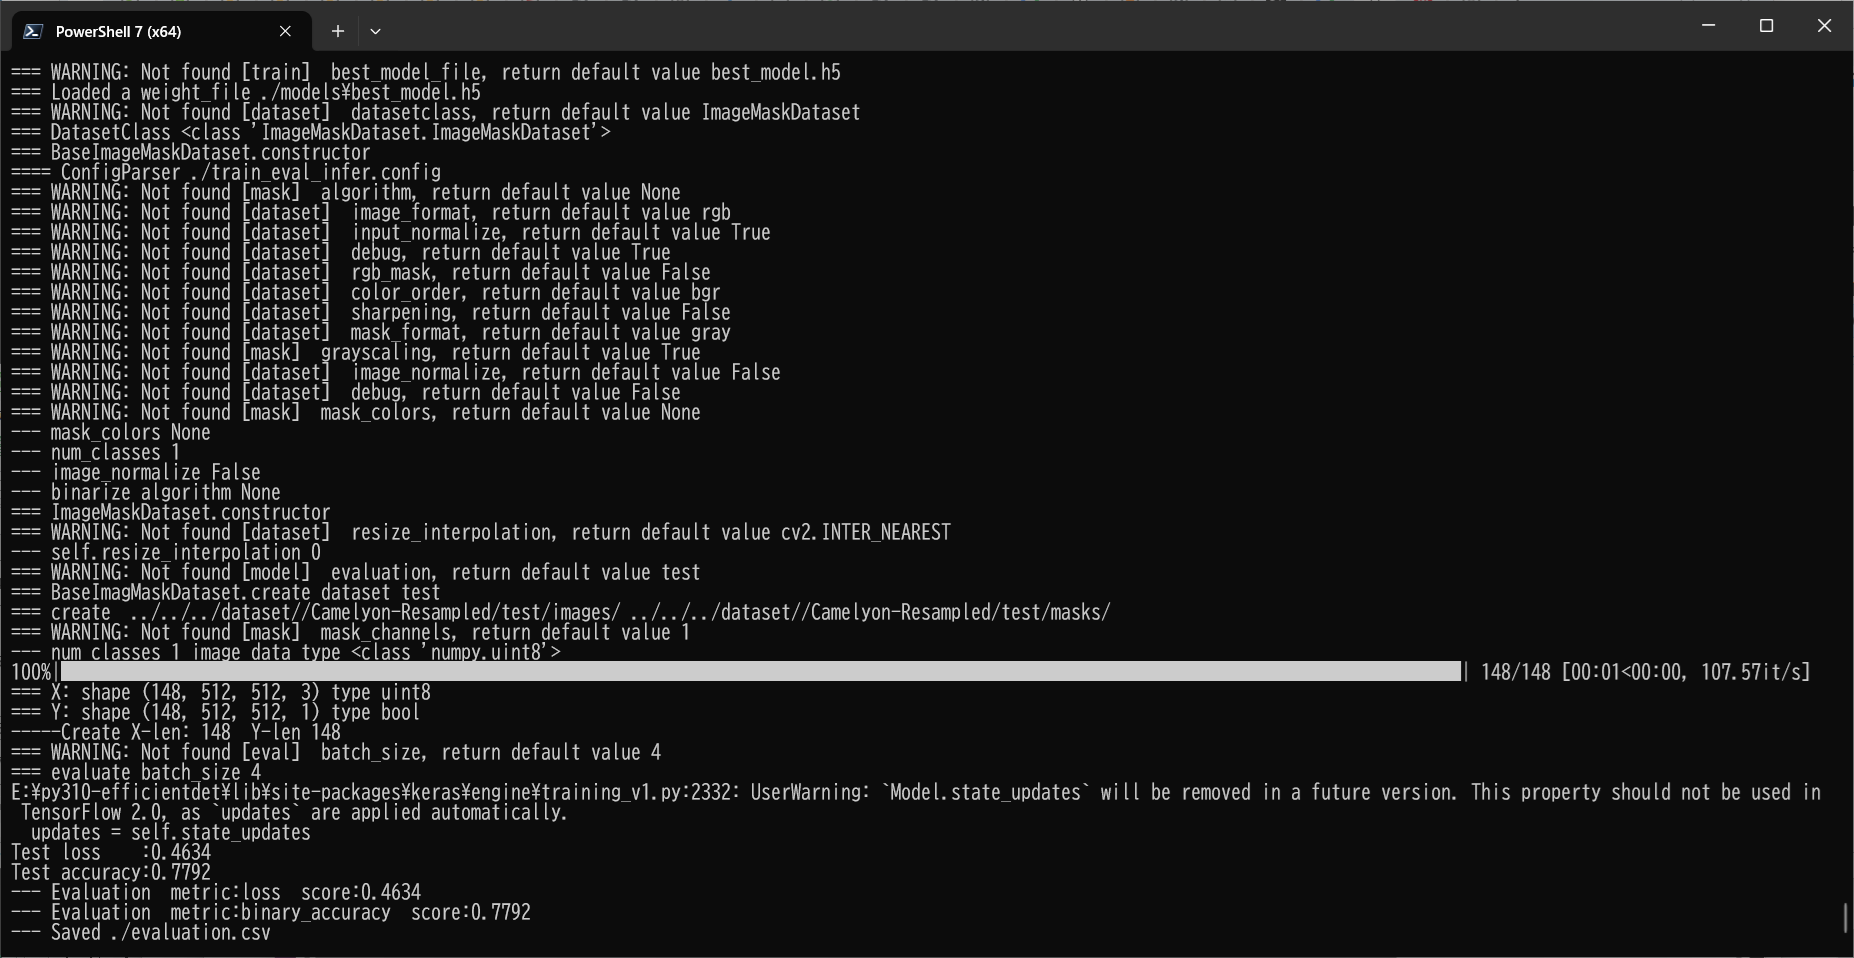 PowerShell 7 (x64)
=== WARNING: Not found [train]  best_model_file, return default value best_model.h5
=== Loaded a weight_file ./models¥best_model.h5
=== WARNING: Not found [dataset]  datasetclass, return default value ImageMaskDataset
=== DatasetClass <class 'ImageMaskDataset.ImageMaskDataset'>
=== BaseImageMaskDataset.constructor
==== ConfigParser ./train_eval_infer.config
=== WARNING: Not found [mask]  algorithm, return default value None
=== WARNING: Not found [dataset]  image_format, return default value rgb
=== WARNING: Not found [dataset]  input_normalize, return default value True
=== WARNING: Not found [dataset]  debug, return default value True
=== WARNING: Not found [dataset]  rgb_mask, return default value False
=== WARNING: Not found [dataset]  color_order, return default value bgr
=== WARNING: Not found [dataset]  sharpening, return default value False
=== WARNING: Not found [dataset]  mask_format, return default value gray
=== WARNING: Not found [mask]  grayscaling, return default value True
=== WARNING: Not found [dataset]  image_normalize, return default value False
=== WARNING: Not found [dataset]  debug, return default value False
=== WARNING: Not found [mask]  mask_colors, return default value None
--- mask_colors None
--- num_classes 1
--- image_normalize False
--- binarize algorithm None
=== ImageMaskDataset.constructor
=== WARNING: Not found [dataset]  resize_interpolation, return default value cv2.INTER_NEAREST
--- self.resize_interpolation 0
=== WARNING: Not found [model]  evaluation, return default value test
=== BaseImagMaskDataset.create dataset test
=== create  ../../../dataset//Camelyon-Resampled/test/images/ ../../../dataset//Camelyon-Resampled/test/masks/
=== WARNING: Not found [mask]  mask_channels, return default value 1
--- num classes 1 image data type <class 'numpy.uint8'>
100%| | 148/148 [00:01<00:00, 107.57it/s]
=== X: shape (148, 512, 512, 3) type uint8
=== Y: shape (148, 512, 512, 1) type bool
-----Create X-len: 148  Y-len 148
=== WARNING: Not found [eval]  batch_size, return default value 4
=== evaluate batch_size 4
E:¥py310-efficientdet¥lib¥site-packages¥keras¥engine¥training_v1.py:2332: UserWarning: `Model.state_updates` will be removed in a future version. This property should not be used in
TensorFlow 2.0, as `updates` are applied automatically.
updates = self.state_updates
Test loss    :0.4634
Test accuracy:0.7792
--- Evaluation  metric:loss  score:0.4634
--- Evaluation  metric:binary_accuracy  score:0.7792
--- Saved ./evaluation.csv